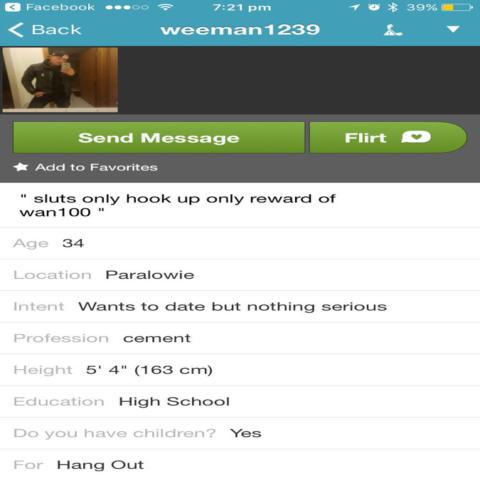 Facebook 7:21 pm 39%
Back weeman1239
Send Message Flirt
Add to Favorites
" sluts only hook up only reward of
wan100 "
Age 34
Location Paralowie
Intent Wants to date but nothing serious
Profession cement
Height 5' 4" (163 cm)
Education High School
Do you have children? Yes
For Hang Out